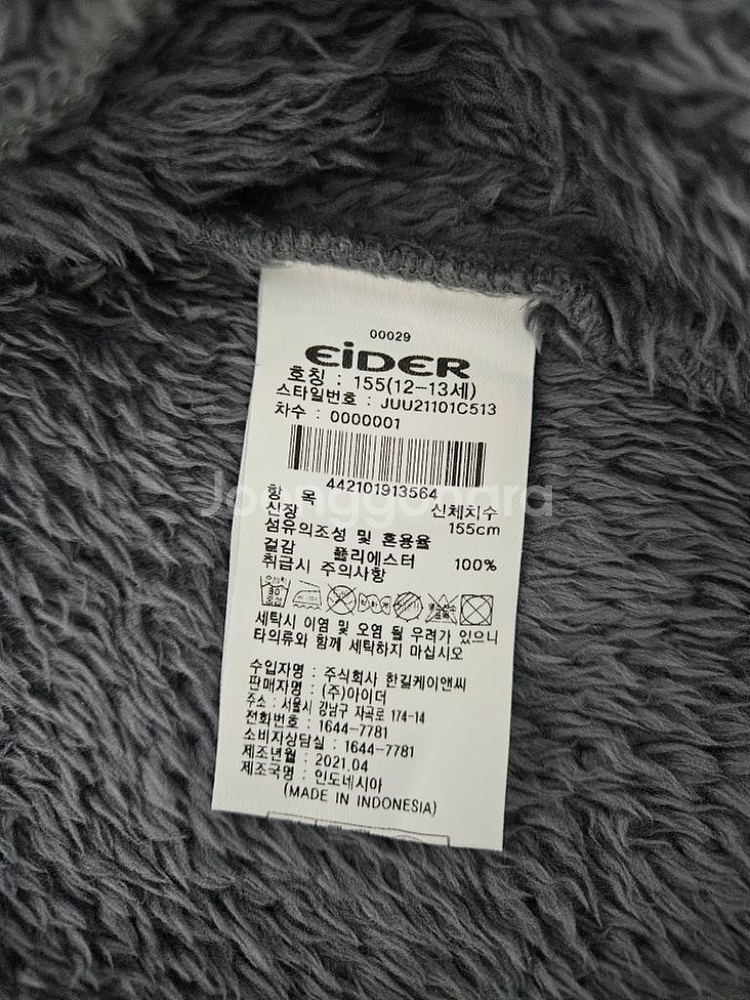 00029
EiDER
호칭 : 155(12-13세)
스타일번호 : JUU21101C513
차수 : 0000001
442101913564
Joonggonara
항 목 신체치수
신장 155cm
섬유의조성 및 혼용율
겉감 폴리에스터 100%
취급시 주의사항
세탁시 이염 및 오염 될 우려가 있으니
타의류와 함께 세탁하지 마십시오
수입자명 : 주식회사 한길케이앤씨
판매자명 : (주)아이더
주소 : 서울시 강남구 자곡로 174-14
전화번호 : 1644-7781
소비자상담실 : 1644-7781
제조년월 : 2021.04
제조국명 : 인도네시아
(MADE IN INDONESIA)